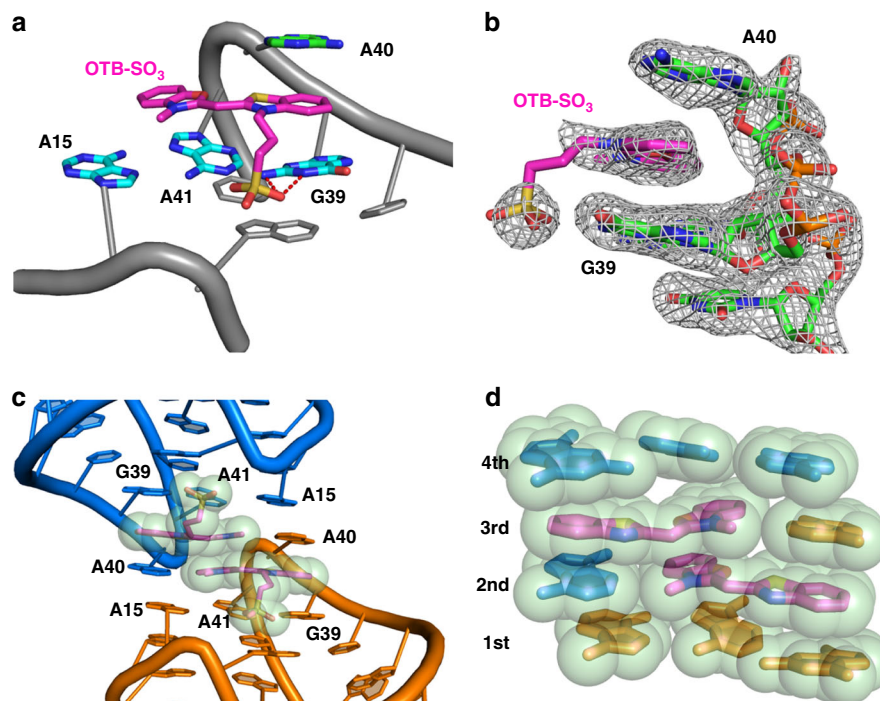 a
A40
OTB-SO3
A15
A41
G39
b
A40
OTB-SO3
G39
c
G39
A41
A15
A40
A40
A15
A41
G39
d
4th
3rd
2nd
1st